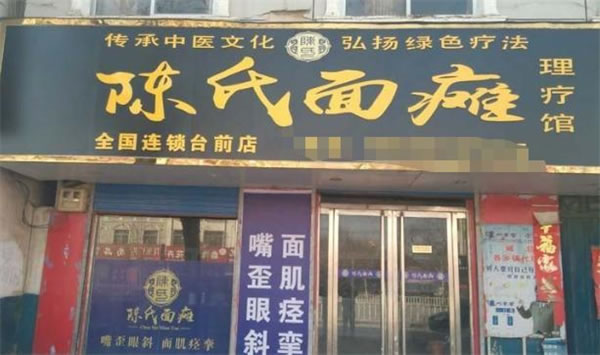 传承中医文化 弘扬绿色疗法
陈氏面瘫
理疗馆
全国连锁台前店
嘴歪眼斜
面肌痉挛
陈氏面瘫
嘴歪眼斜 面肌痉挛